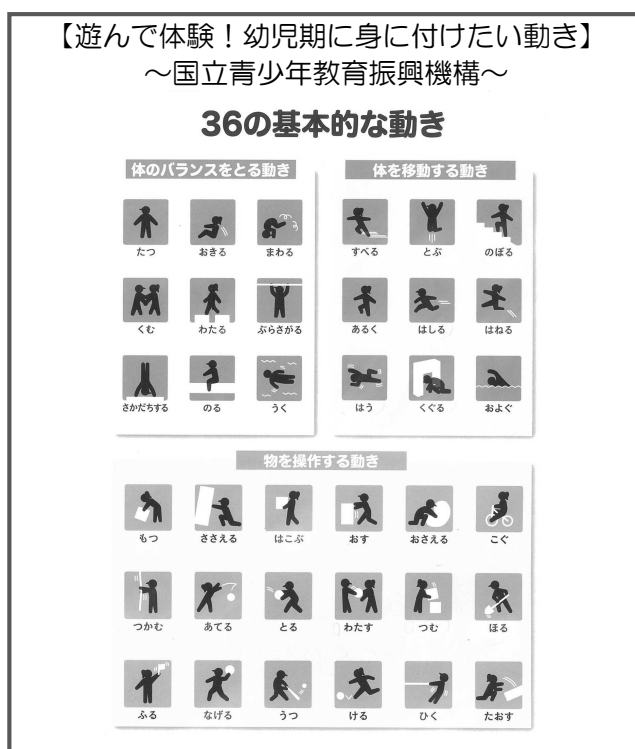 【遊んで体験！幼児期に身に付けたい動き】
～国立青少年教育振興機構～
36の基本的な動き
体のバランスをとる動き
たつ おきる まわる
くむ わたる ぶらさがる
さかだちする のる うく
体を移動する動き
すべる とぶ のぼる
あるく はしる はねる
はう くぐる およぐ
物を操作する動き
もつ ささえる はこぶ おす おさえる こぐ
つかむ あてる とる わたす つむ ほる
ふる なげる うつ ける ひく たおす